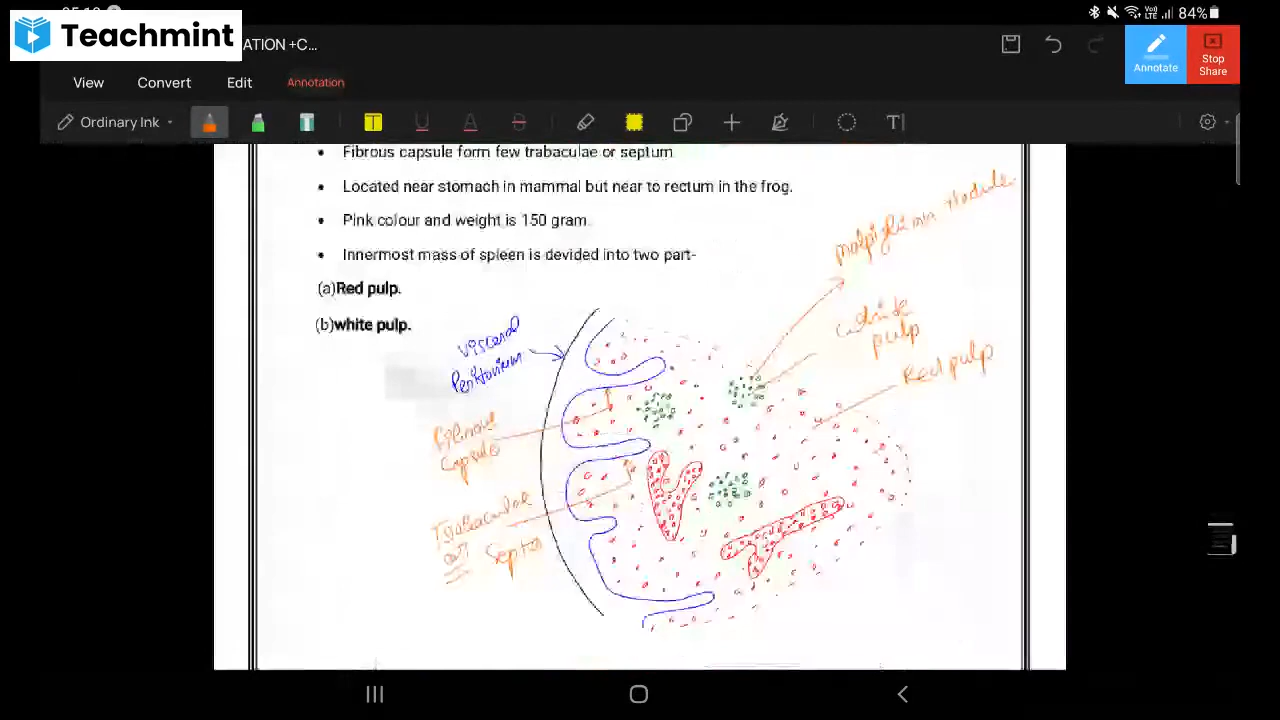 84%
Teachmint
ATION +C...
Annotate
Stop
Share
View
Convert
Edit
Annotation
Ordinary Ink
• Fibrous capsule form few trabaculae or septum
• Located near stomach in mammal but near to rectum in the frog.
• Pink colour and weight is 150 gram.
• Innermost mass of spleen is devided into two part-
(a)Red pulp.
(b)white pulp.
Malpighian Nodule
pulp
Red pulp
Visceral
Peritonium
Capsule
Trabaculae
Septa